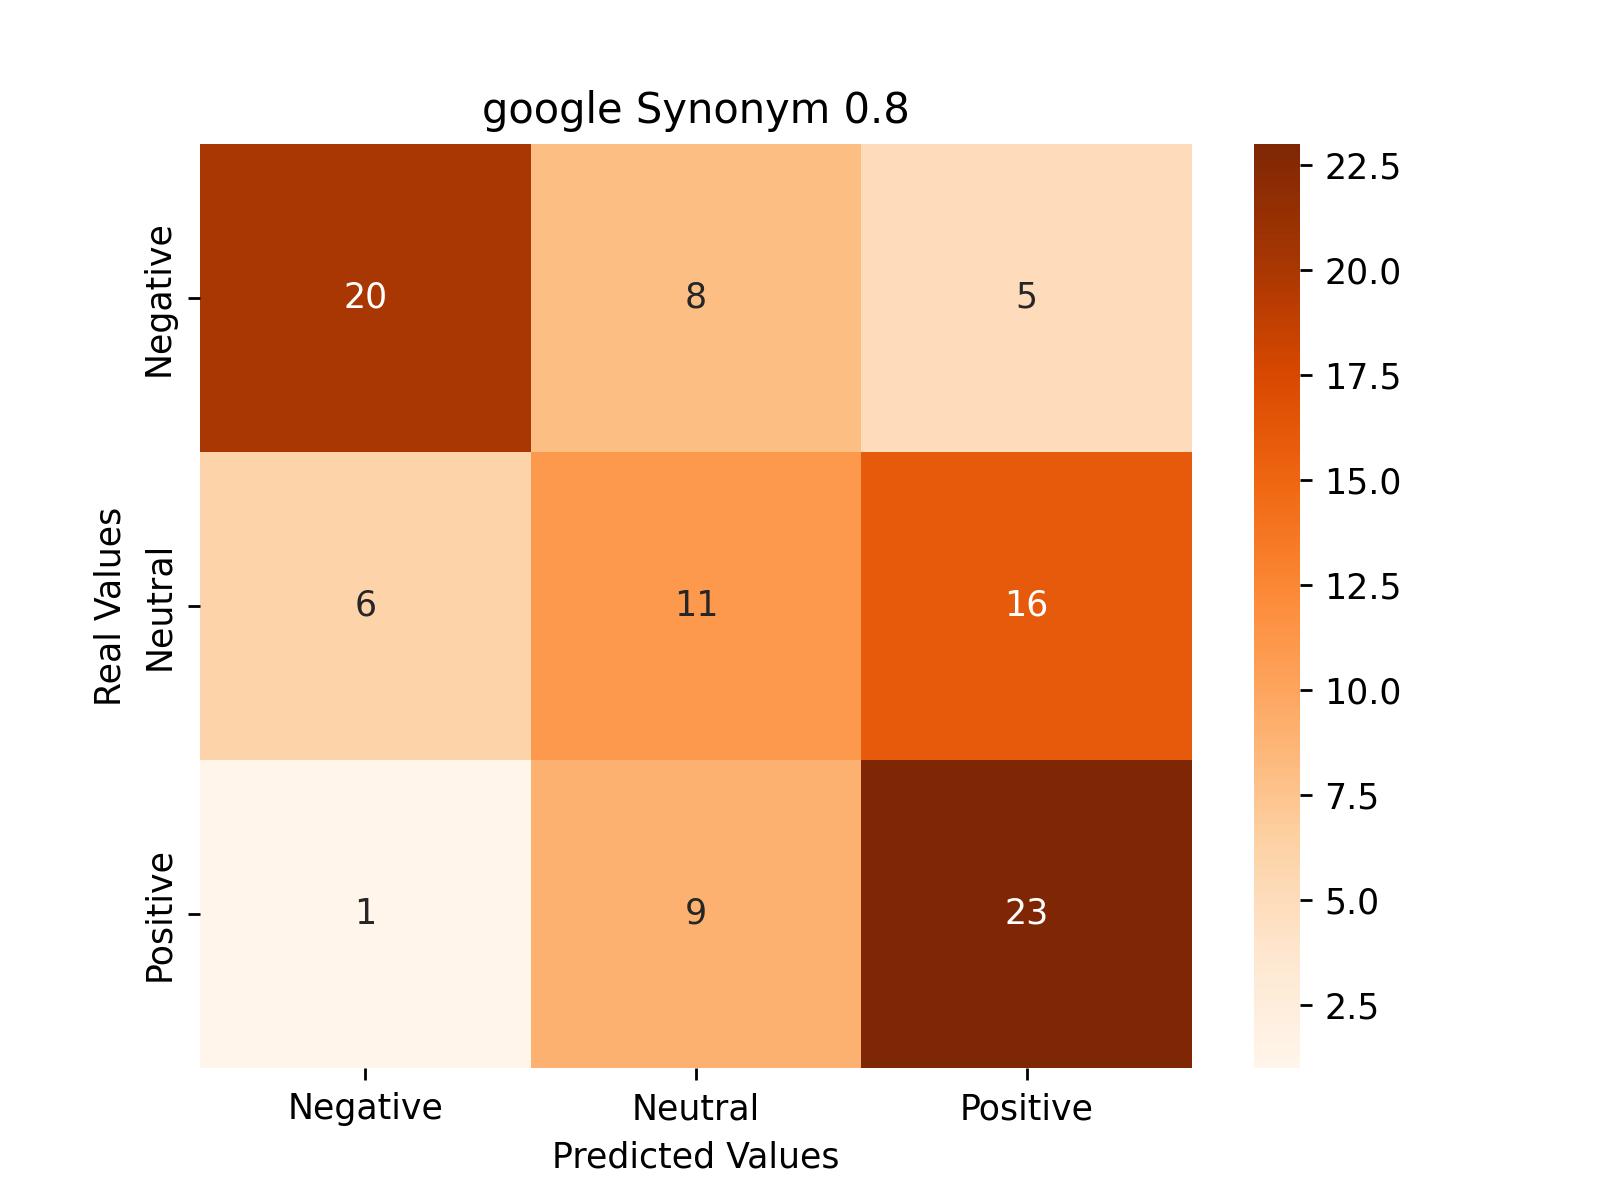 google Synonym 0.8
22.5
20.0
17.5
15.0
12.5
10.0
7.5
5.0
2.5
Real Values
Negative
20 8 5
Neutral
6 11 16
Positive
1 9 23
Negative Neutral Positive
Predicted Values